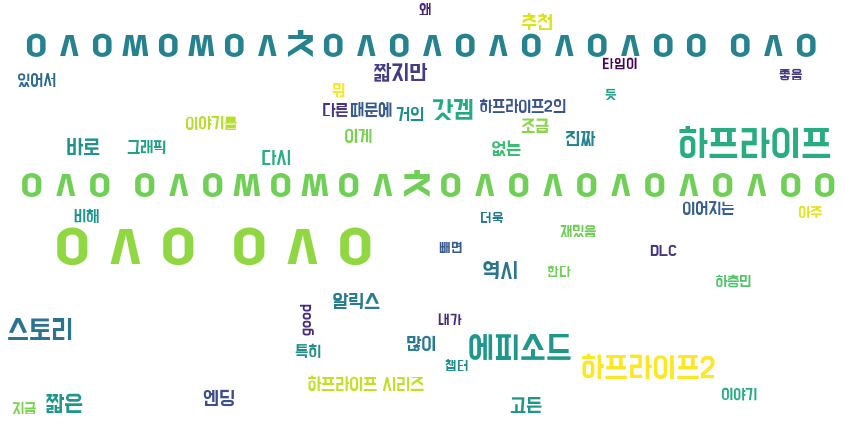 왜
추천
ㅇㅅㅇㅆㅇㅆㅇㅅㅊㅇㅅㅇㅅㅇㅅㅇㅅㅇㅅㅇㅇ ㅇㅅㅇ
타임이
짧지만
좋음
있어서
뭐
듯
다른 때문에 거의 갓겜 하프라이프2의
이야기를
조금
이게
진짜
하프라이프
바로
그래픽
없는
다시
ㅇㅅㅇ ㅇㅅㅇㅆㅇㅆㅇㅅㅊㅇㅅㅇㅅㅇㅅㅇㅅㅇㅅㅇㅇ
비해
더욱
이어지는
아주
ㅇㅅㅇ ㅇㅅㅇ
재밌음
빼면
DLC
역시
한다
하층민
알릭스
good
내가
스토리
많이
에피소드
특히
챕터
하프라이프2
하프라이프 시리즈
이야기
엔딩
지금
짧은
고든